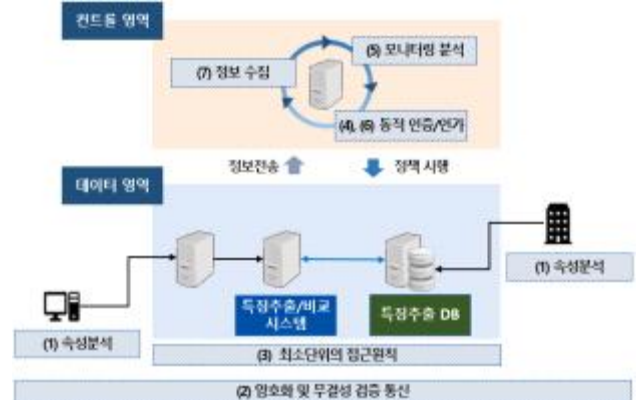 컨트롤 영역
(5) 모니터링 분석
(7) 정보 수집
(4), (6) 동적 인증/인가
정보전송
정책 시행
데이터 영역
(1) 속성분석
특징추출/비교
시스템
특징추출 DB
(1) 속성분석
(3) 최소단위의 접근원칙
(2) 암호화 및 무결성 검증 통신